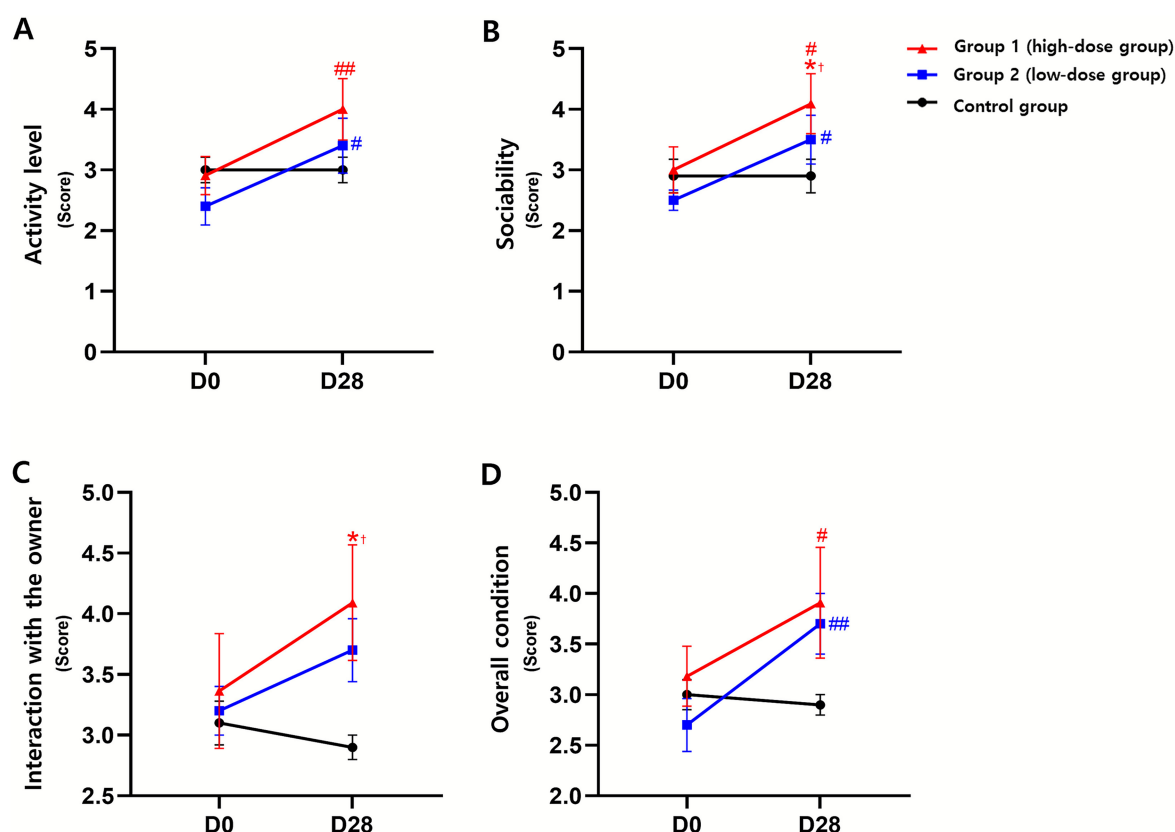 A
Activity level
(Score)
5
4
3
2
1
0
D0
D28
##
#
B
Sociability
(Score)
5
4
3
2
1
0
D0
D28
#
*†
#
Group 1 (high-dose group)
Group 2 (low-dose group)
Control group
C
Interaction with the owner
(Score)
5.0
4.5
4.0
3.5
3.0
2.5
D0
D28
*†
D
Overall condition
(Score)
5.0
4.5
4.0
3.5
3.0
2.5
2.0
D0
D28
#
##